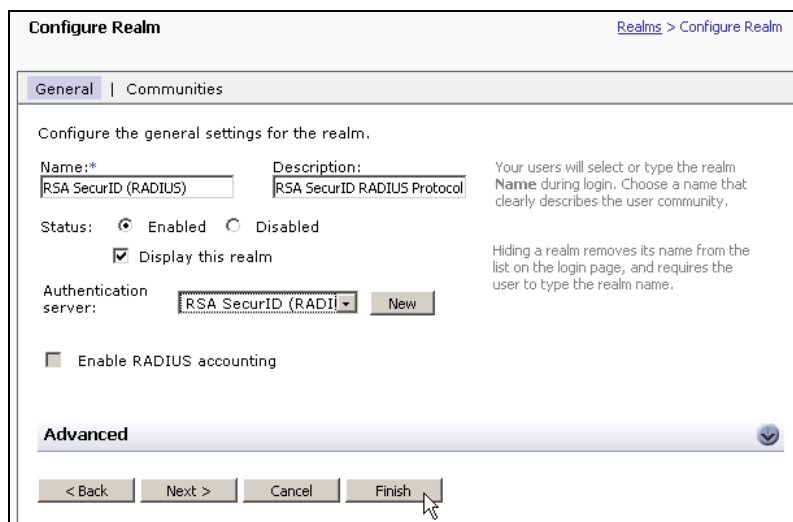 Configure Realm
Realms > Configure Realm
General | Communities
Configure the general settings for the realm.
Name:*
RSA SecurID (RADIUS)
Description:
RSA SecurID RADIUS Protocol
Your users will select or type the realm
Name during login. Choose a name that
clearly describes the user community.
Status: Enabled Disabled
Display this realm
Hiding a realm removes its name from the
list on the login page, and requires the
user to type the realm name.
Authentication
server:
RSA SecurID (RADI
New
Enable RADIUS accounting
Advanced
< Back
Next >
Cancel
Finish